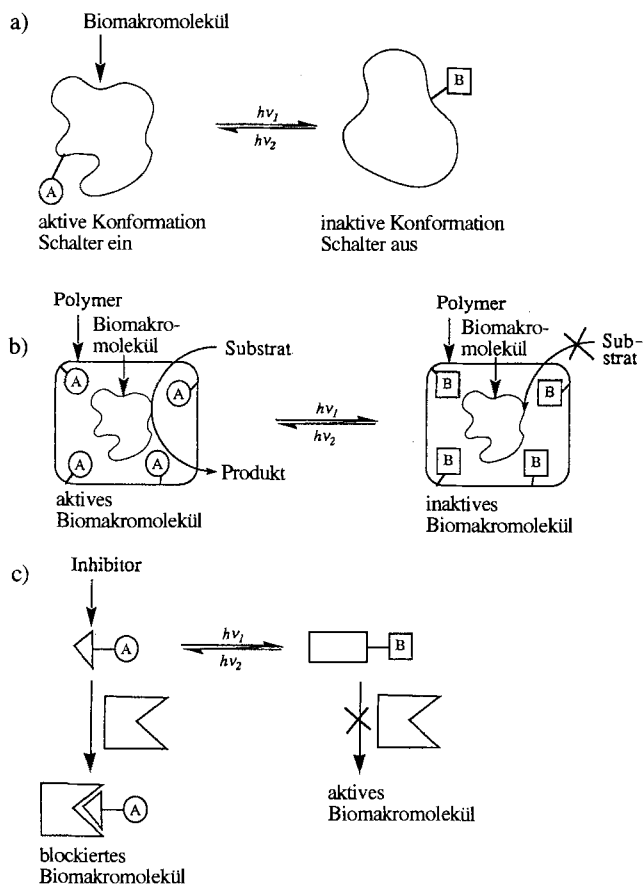 a)
Biomakromolekül
A
aktive Konformation
Schalter ein
hν1
hν2
B
inaktive Konformation
Schalter aus
b)
Polymer
Biomakro-
molekül
Substrat
A
A
A
A
Produkt
aktives
Biomakromolekül
hν1
hν2
Polymer
Biomakro-
molekül
Sub-
strat
B
B
B
B
inaktives
Biomakromolekül
c)
Inhibitor
A
hν1
hν2
B
A
blockiertes
Biomakromolekül
aktives
Biomakromolekül